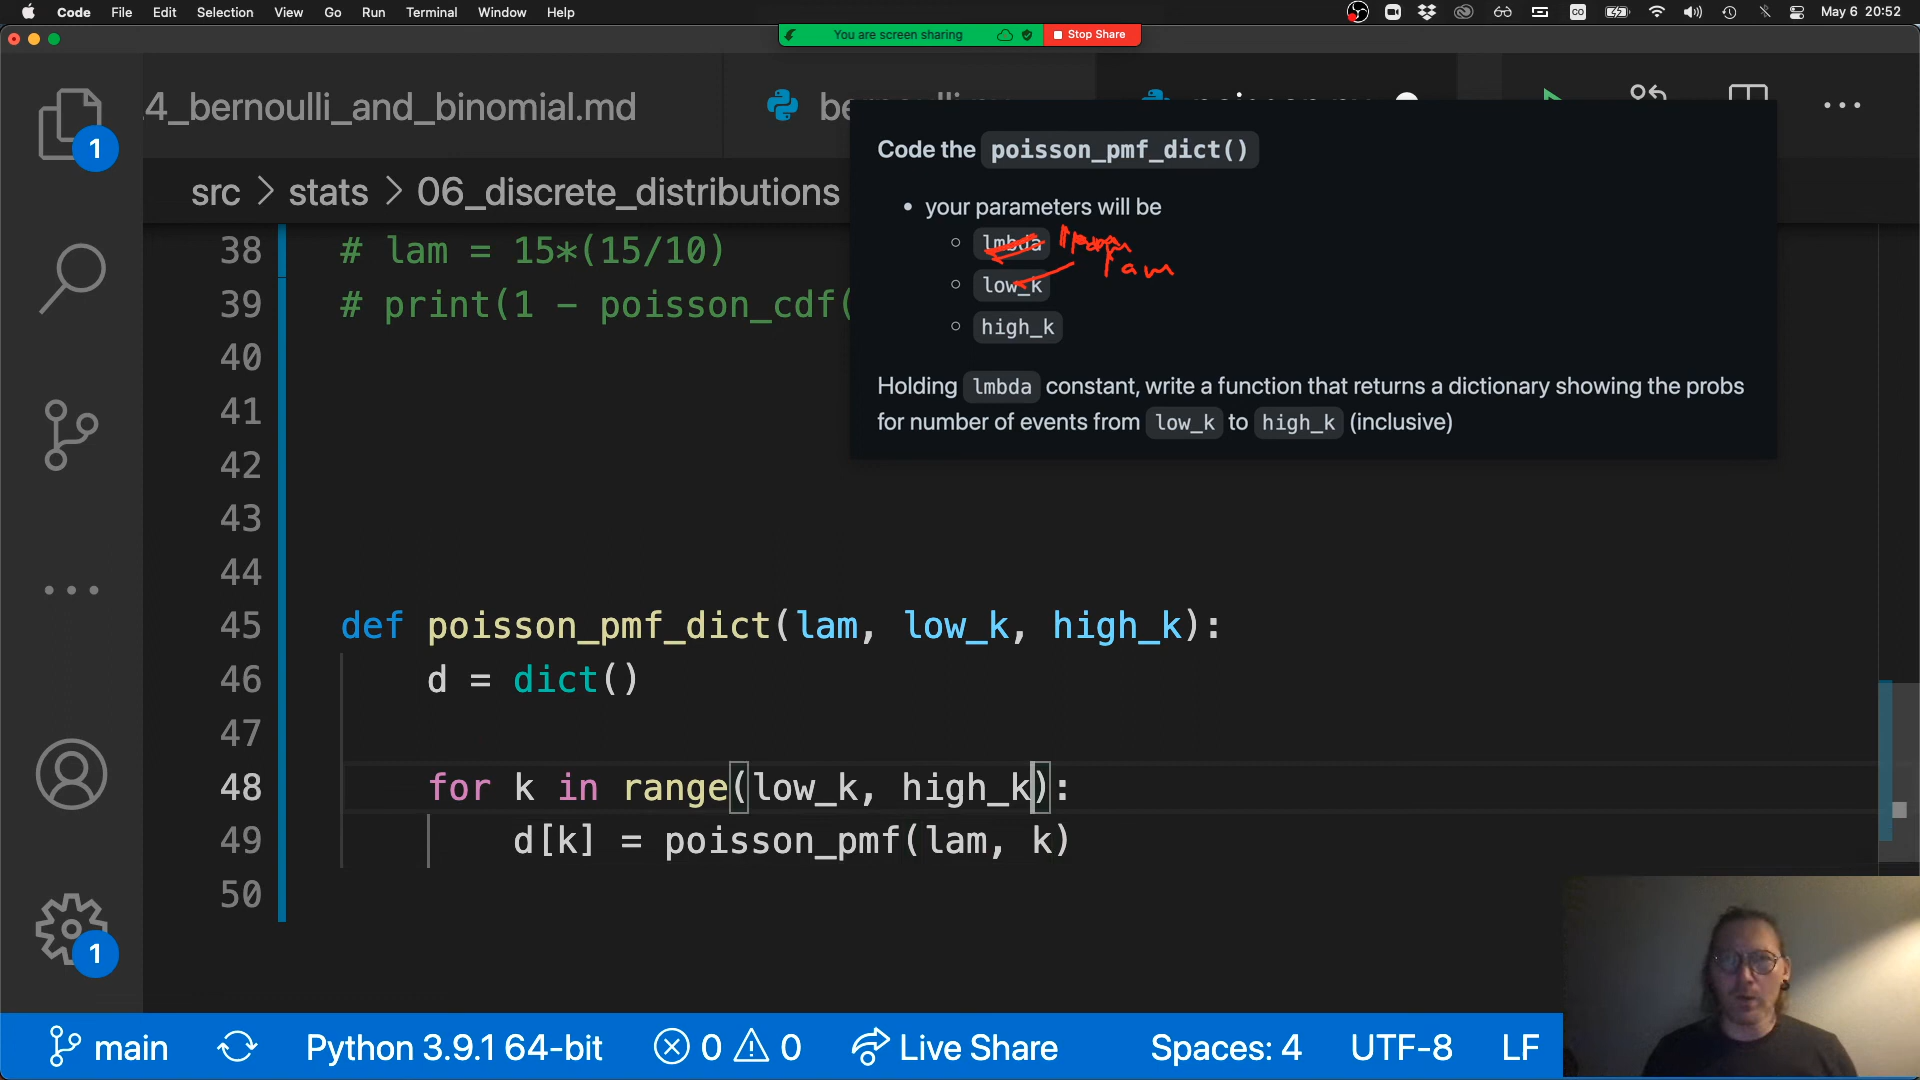 Code File Edit Selection View Go Run Terminal Window Help May 6 20:52
You are screen sharing Stop Share
4_bernoulli_and_binomial.md
src > stats > 06_discrete_distributions
Code the poisson_pmf_dict()
• your parameters will be
lmbda
lam
low_k
high_k
Holding lmbda constant, write a function that returns a dictionary showing the probs
for number of events from low_k to high_k (inclusive)
1
38 # lam = 15*(15/10)
39 # print(1 - poisson_cdf(
40
41
42
43
44
45 def poisson_pmf_dict(lam, low_k, high_k):
46 d = dict()
47
48 for k in range(low_k, high_k):
49 d[k] = poisson_pmf(lam, k)
50
1
main Python 3.9.1 64-bit 0 0 Live Share Spaces: 4 UTF-8 LF